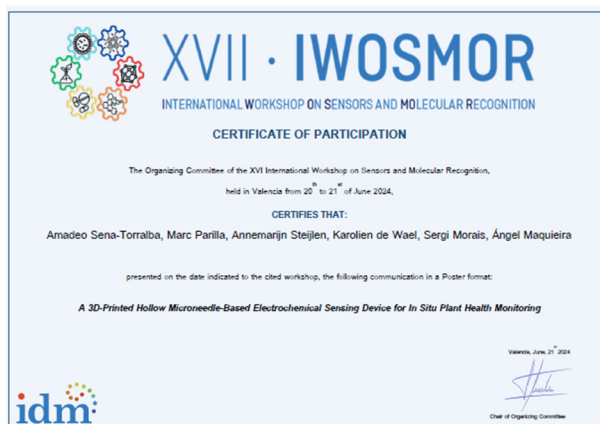 XVII · IWOSMOR
INTERNATIONAL WORKSHOP ON SENSORS AND MOLECULAR RECOGNITION
CERTIFICATE OF PARTICIPATION
The Organizing Committee of the XVI International Workshop on Sensors and Molecular Recognition,
held in Valencia from 20th to 21st of June 2024,
CERTIFIES THAT:
Amadeo Sena-Torralba, Marc Parilla, Annemarijn Steijlen, Karolien de Wael, Sergi Morais, Ángel Maquieira
presented on the date indicated to the cited workshop, the following communication in a Poster format:
A 3D-Printed Hollow Microneedle-Based Electrochemical Sensing Device for In Situ Plant Health Monitoring
Valencia, June, 21st 2024
Chair of Organizing Committee
idm